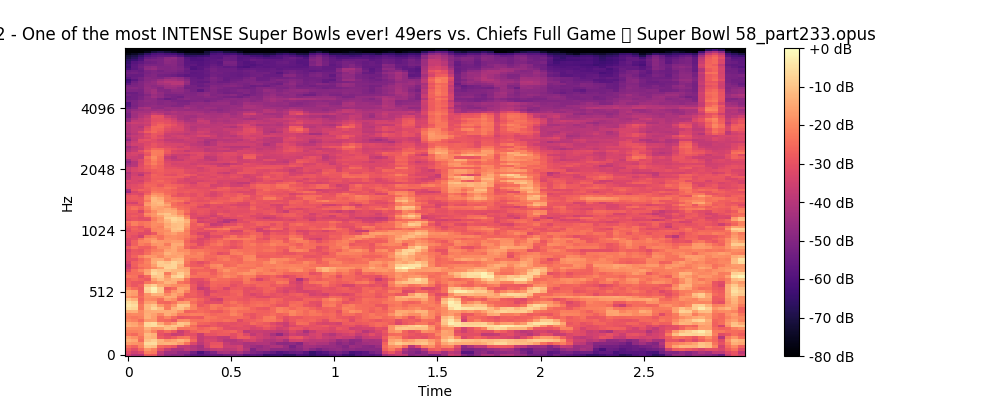 2 - One of the most INTENSE Super Bowls ever! 49ers vs. Chiefs Full Game Super Bowl 58_part233.opus
Hz
4096
2048
1024
512
0
0
0.5
1
1.5
2
2.5
Time
+0 dB
-10 dB
-20 dB
-30 dB
-40 dB
-50 dB
-60 dB
-70 dB
-80 dB